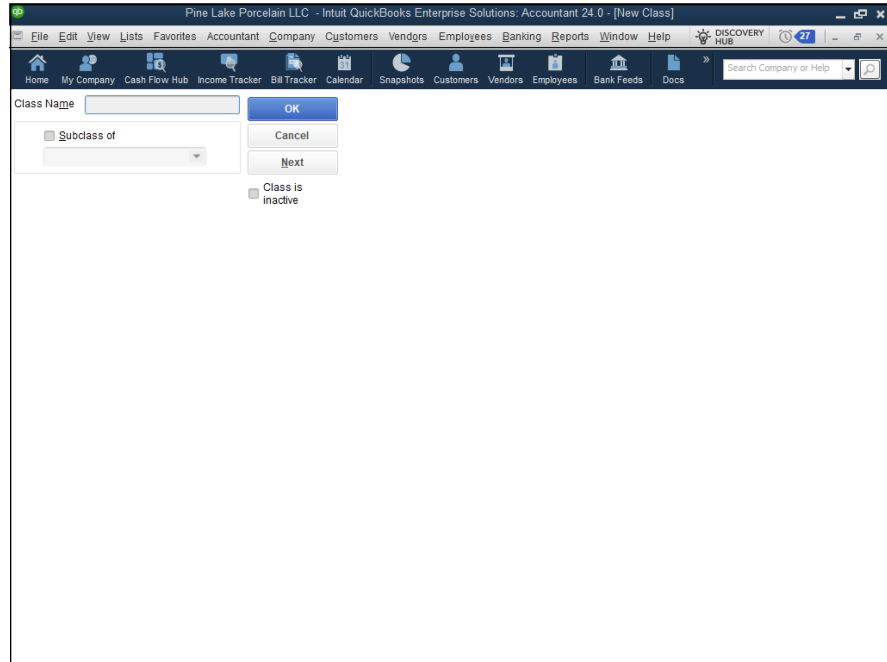 qb Pine Lake Porcelain LLC - Intuit QuickBooks Enterprise Solutions: Accountant 24.0 - [New Class]
File Edit View Lists Favorites Accountant Company Customers Vendors Employees Banking Reports Window Help DISCOVERY HUB 27
31
Home My Company Cash Flow Hub Income Tracker Bill Tracker Calendar Snapshots Customers Vendors Employees Bank Feeds Docs » Search Company or Help
Class Name OK
Subclass of Cancel
Next
Class is
inactive